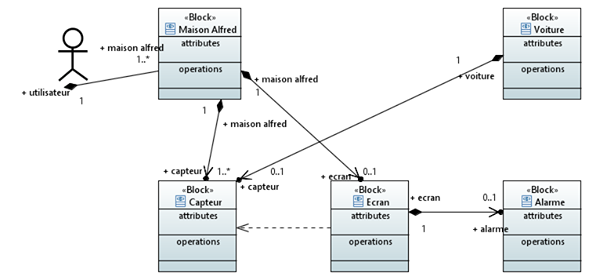 «Block»
Maison Alfred
attributes
operations
«Block»
Voiture
attributes
operations
+ maison alfred
1..*
+ utilisateur
1
+ maison alfred
1
1
+ maison alfred
1
+ voiture
+ capteur
1..*
0..1
+ capteur
+ ecran
0..1
«Block»
Capteur
attributes
operations
«Block»
Ecran
attributes
operations
+ ecran
1
0..1
+ alarme
«Block»
Alarme
attributes
operations